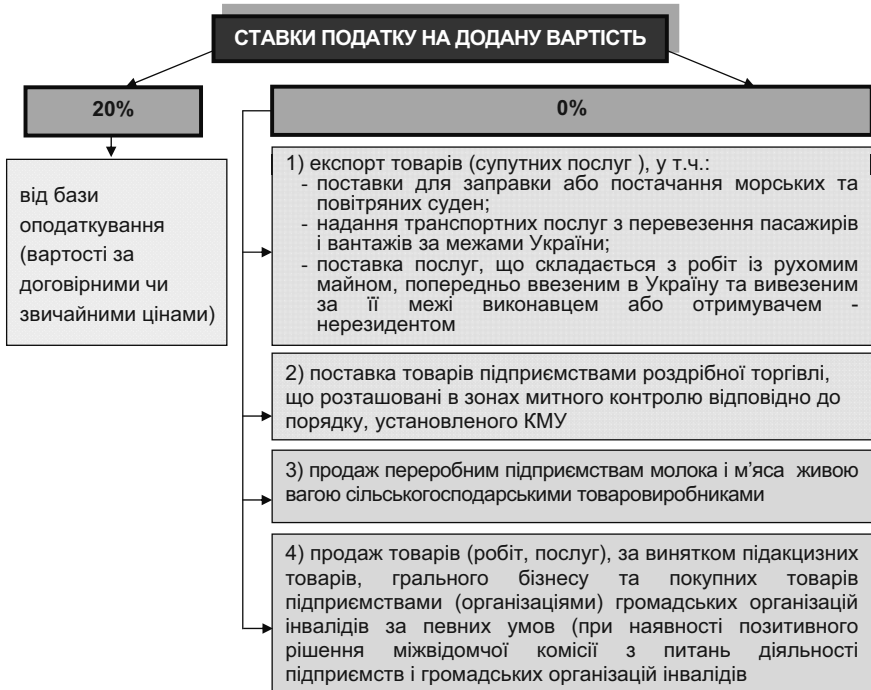 СТАВКИ ПОДАТКУ НА ДОДАНУ ВАРТІСТЬ
20%
0%
від бази
оподаткування
(вартості за
договірними чи
звичайними цінами)
1) експорт товарів (супутних послуг ), у т.ч.:
- поставки для заправки або постачання морських та
повітряних суден;
- надання транспортних послуг з перевезення пасажирів
і вантажів за межами України;
- поставка послуг, що складається з робіт із рухомим
майном, попередньо ввезеним в Україну та вивезеним
за її межі виконавцем або отримувачем -
нерезидентом
2) поставка товарів підприємствами роздрібної торгівлі,
що розташовані в зонах митного контролю відповідно до
порядку, установленого КМУ
3) продаж переробним підприємствам молока і м’яса живою
вагою сільськогосподарськими товаровиробниками
4) продаж товарів (робіт, послуг), за винятком підакцизних
товарів, грального бізнесу та покупних товарів
підприємствами (організаціями) громадських організацій
інвалідів за певних умов (при наявності позитивного
рішення міжвідомчої комісії з питань діяльності
підприємств і громадських організацій інвалідів